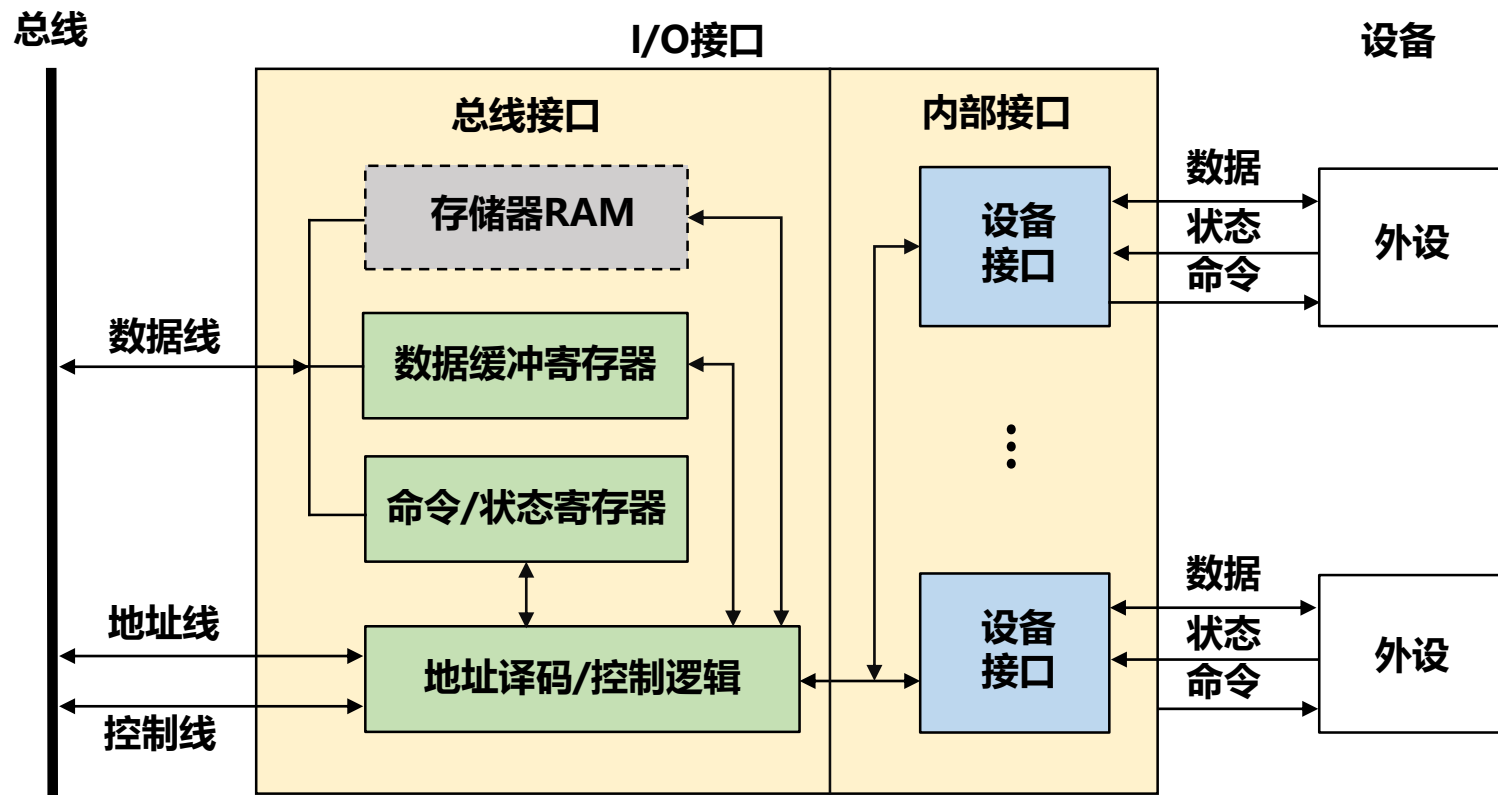 总线
I/O接口
设备
总线接口
内部接口
存储器RAM
设备
接口
数据
状态
命令
外设
数据线
数据缓冲寄存器
命令/状态寄存器
地址线
控制线
地址译码/控制逻辑
设备
接口
数据
状态
命令
外设